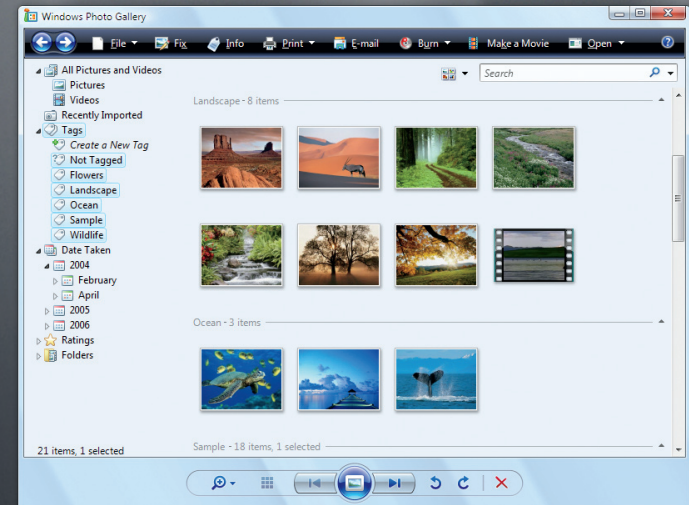 Windows Photo Gallery
File Fix Info Print E-mail Burn Make a Movie Open ?
All Pictures and Videos
Pictures
Videos
Recently Imported
Tags
Create a New Tag
Not Tagged
Flowers
Landscape
Ocean
Sample
Wildlife
Date Taken
2004
February
April
2005
2006
Ratings
Folders
21 items, 1 selected
Search
Landscape - 8 items
Ocean - 3 items
Sample - 18 items, 1 selected